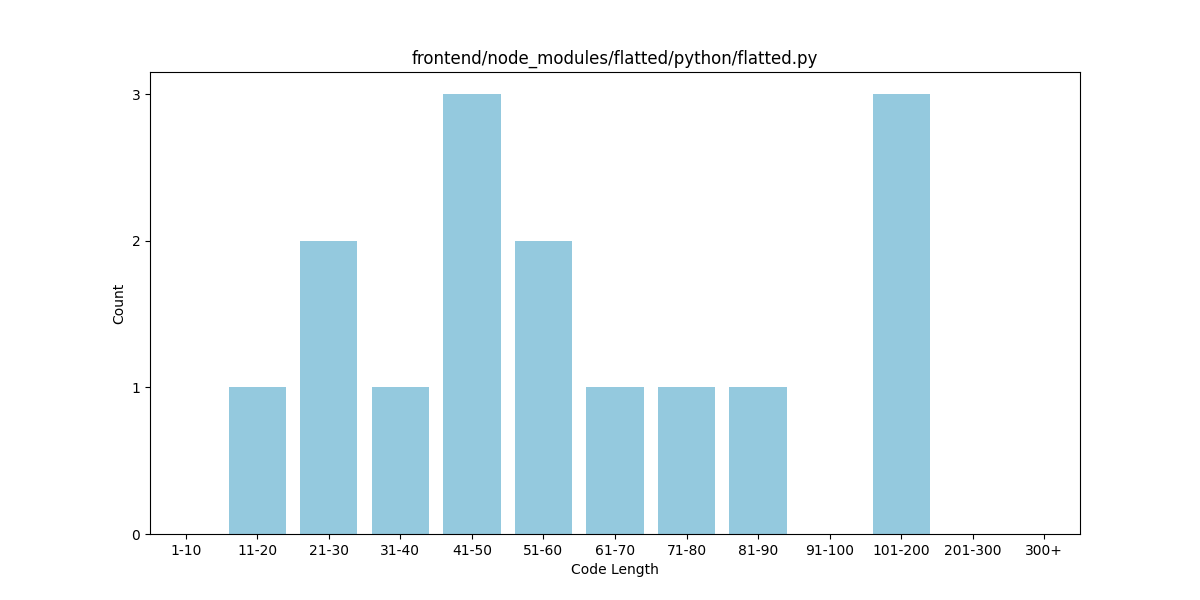 frontend/node_modules/flatted/python/flatted.py
3
2
1
0
Count
1-10 11-20 21-30 31-40 41-50 51-60 61-70 71-80 81-90 91-100 101-200 201-300 300+
Code Length